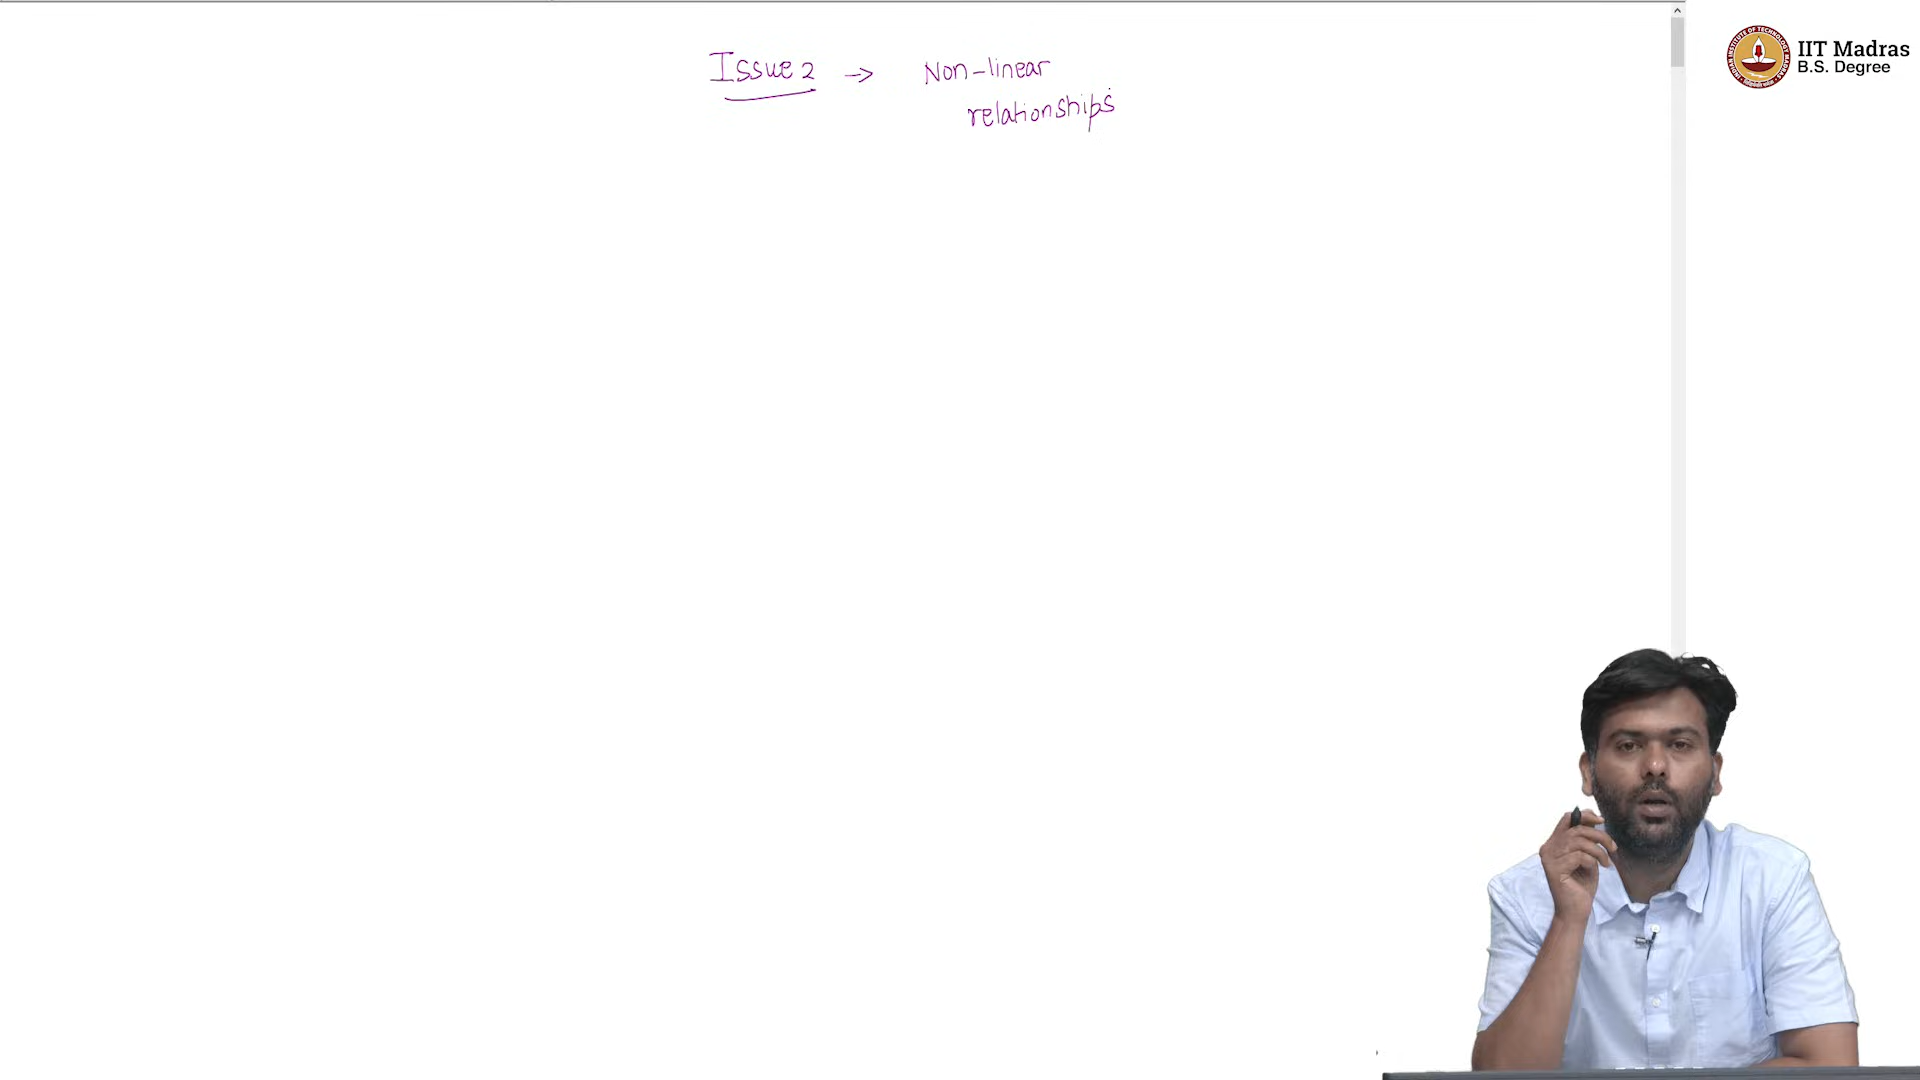 Issue 2 → Non-linear
relationships
IIT Madras
B.S. Degree